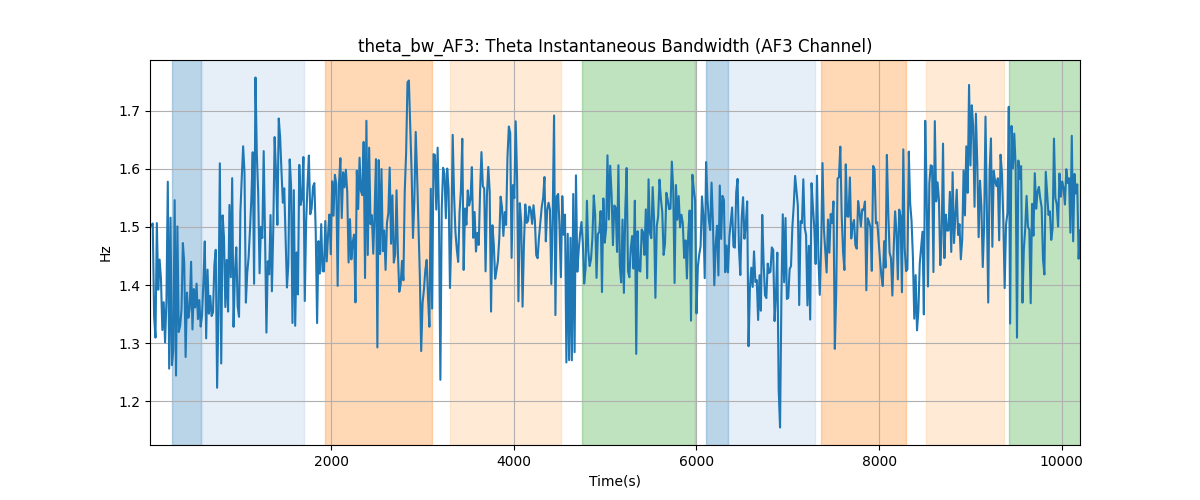 theta_bw_AF3: Theta Instantaneous Bandwidth (AF3 Channel)
1.7
1.6
1.5
1.4
1.3
1.2
Hz
2000 4000 6000 8000 10000
Time(s)